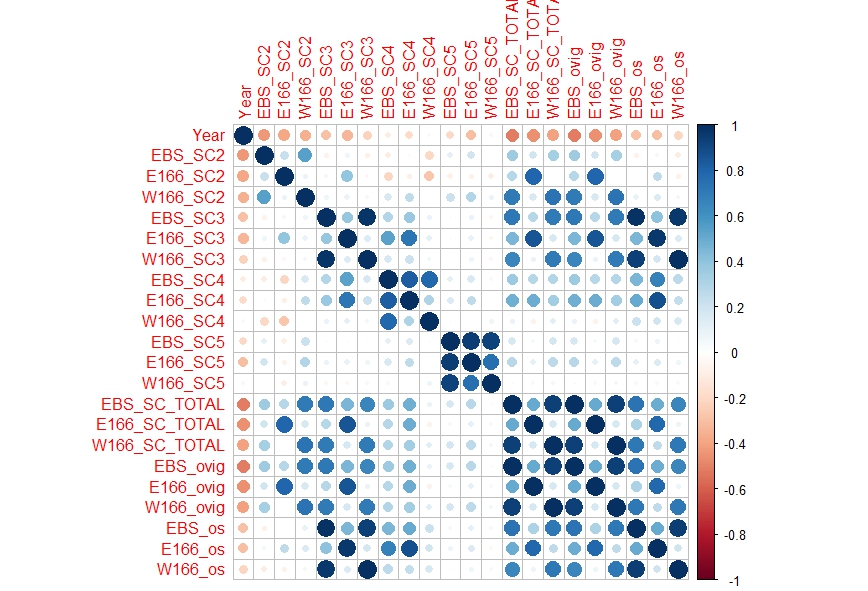 Year
EBS_SC2
E166_SC2
W166_SC2
EBS_SC3
E166_SC3
W166_SC3
EBS_SC4
E166_SC4
W166_SC4
EBS_SC5
E166_SC5
W166_SC5
EBS_SC_TOTAL
E166_SC_TOTA
W166_SC_TOTA
EBS_ovig
E166_ovig
W166_ovig
EBS_os
E166_os
W166_os
Year
EBS_SC2
E166_SC2
W166_SC2
EBS_SC3
E166_SC3
W166_SC3
EBS_SC4
E166_SC4
W166_SC4
EBS_SC5
E166_SC5
W166_SC5
EBS_SC_TOTAL
E166_SC_TOTAL
W166_SC_TOTAL
EBS_ovig
E166_ovig
W166_ovig
EBS_os
E166_os
W166_os
1
0.8
0.6
0.4
0.2
0
-0.2
-0.4
-0.6
-0.8
-1